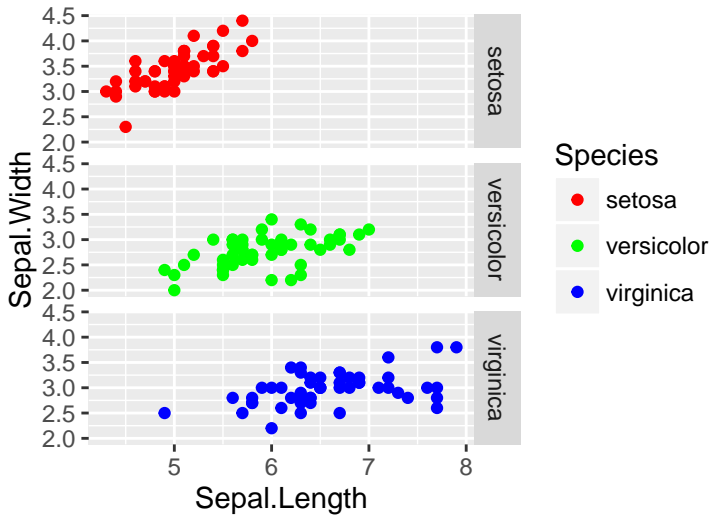 4.5
4.0
3.5
3.0
2.5
2.0
setosa
4.5
4.0
3.5
3.0
2.5
2.0
versicolor
4.5
4.0
3.5
3.0
2.5
2.0
virginica
Sepal.Width
5 6 7 8
Sepal.Length
Species
setosa
versicolor
virginica